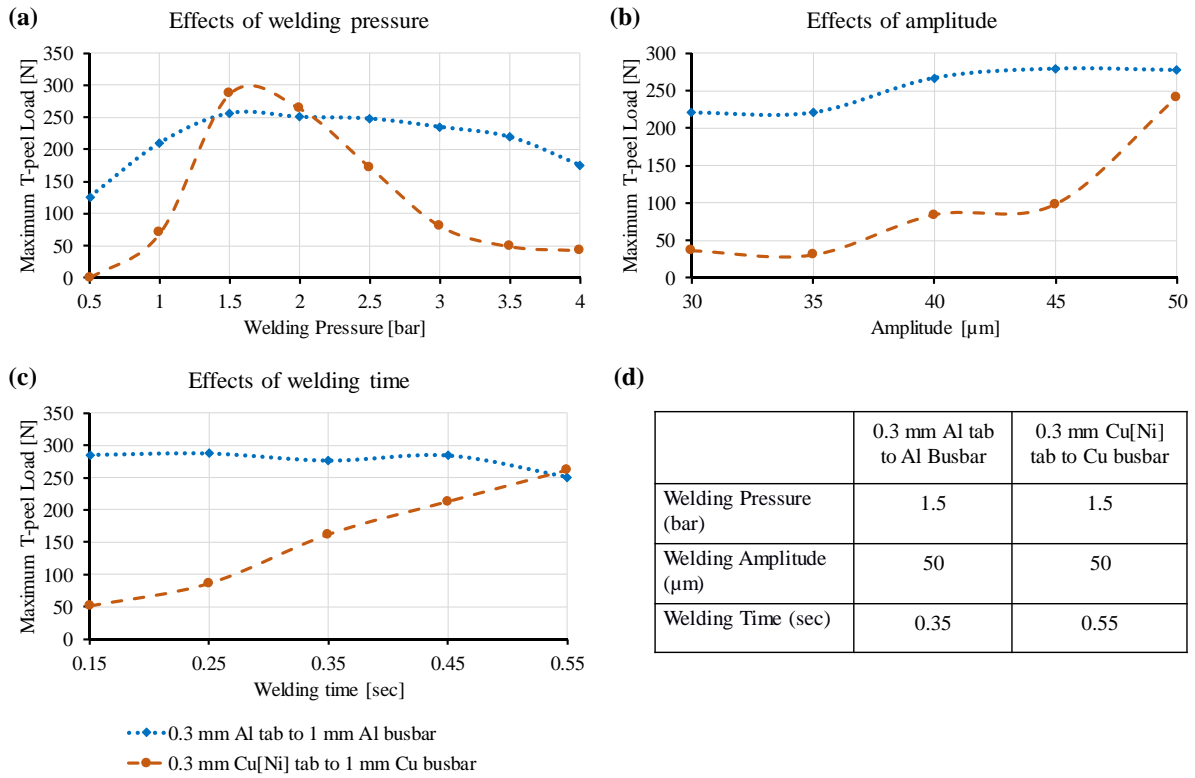 (a)
Effects of welding pressure
Maximum T-peel Load [N]
350
300
250
200
150
100
50
0
0.5 1 1.5 2 2.5 3 3.5 4
Welding Pressure [bar]
(b)
Effects of amplitude
Maximum T-peel Load [N]
300
250
200
150
100
50
0
30 35 40 45 50
Amplitude [µm]
(c)
Effects of welding time
Maximum T-peel Load [N]
350
300
250
200
150
100
50
0
0.15 0.25 0.35 0.45 0.55
Welding time [sec]
0.3 mm Al tab to 1 mm Al busbar
0.3 mm Cu[Ni] tab to 1 mm Cu busbar
(d)
0.3 mm Al tab
to Al Busbar
0.3 mm Cu[Ni]
tab to Cu busbar
Welding Pressure
(bar)
1.5
1.5
Welding Amplitude
(µm)
50
50
Welding Time (sec)
0.35
0.55